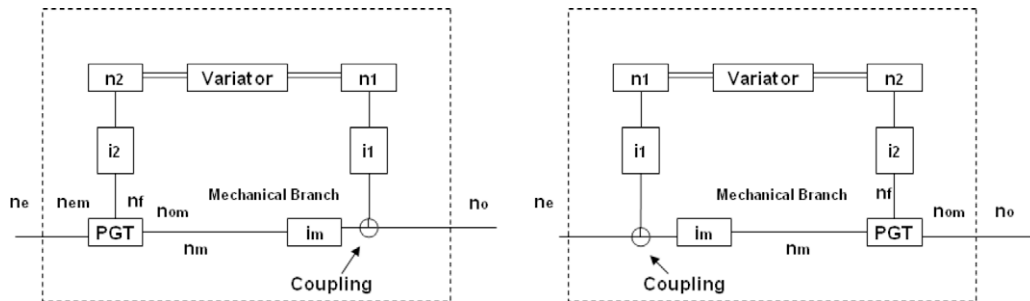 n2 Variator n1
i2 i1
Mechanical Branch
ne nem nf nom no
PGT im
nm
Coupling
n1 Variator n2
i1 i2
Mechanical Branch nf
ne nom no
im PGT
nm
Coupling